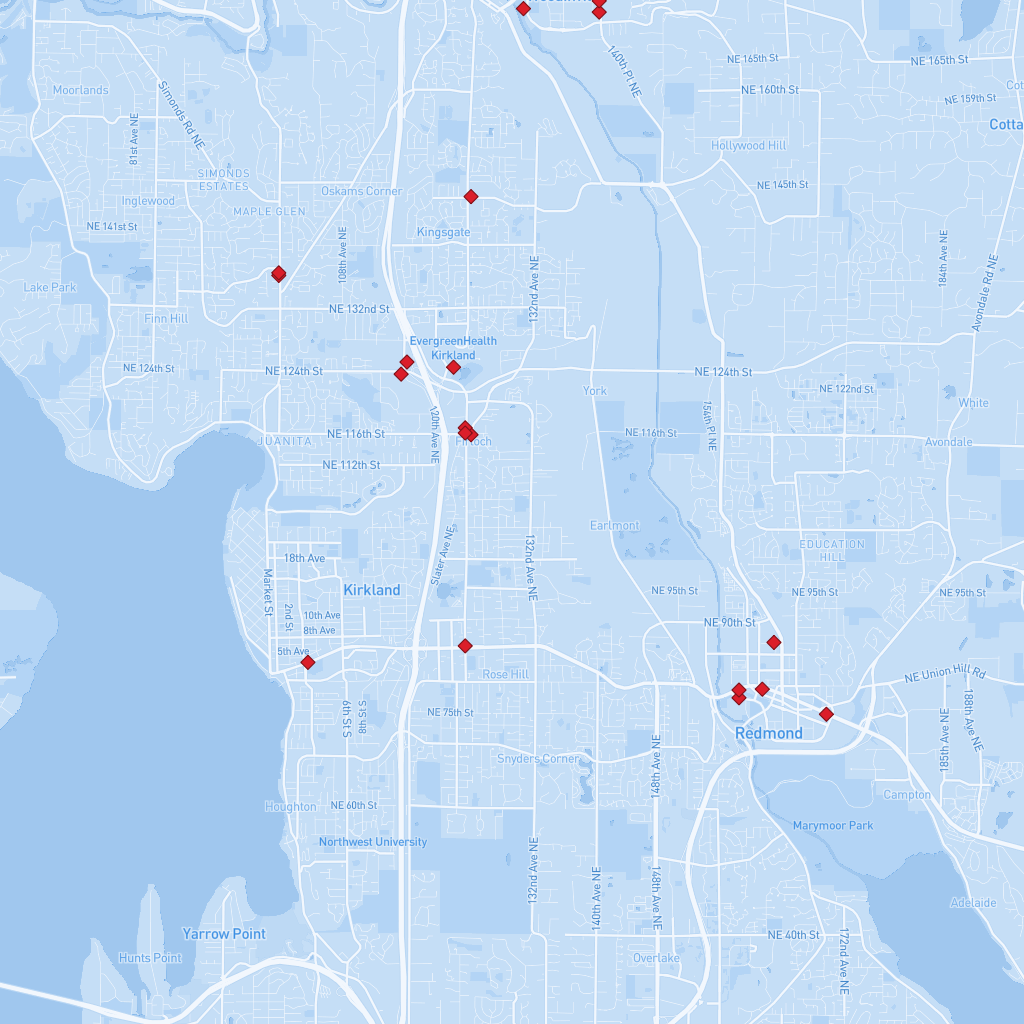 NE 165th St
NE 165th St
140th Pl NE
Moorlands
Simonds Rd NE
NE 160th St
NE 159th St
81st Ave NE
Cotta
Hollywood Hill
SIMONDS
ESTATES
Oskams Corner
NE 145th St
Inglewood
MAPLE GLEN
NE 141st St
Kingsgate
108th Ave NE
184th Ave NE
132nd Ave NE
Avondale Rd NE
Lake Park
NE 132nd St
Finn Hill
EvergreenHealth
Kirkland
NE 124th St
NE 124th St
NE 124th St
York
NE 122nd St
White
120th Ave NE
154th Pl NE
NE 116th St
NE 116th St
JUANITA
Avondale
NE 112th St
Earlmont
EDUCATION
HILL
18th Ave
Slater Ave NE
132nd Ave NE
Market St
Kirkland
NE 95th St
NE 95th St
NE 95th St
2nd St
10th Ave
8th Ave
NE 90th St
5th Ave
Rose Hill
NE Union Hill Rd
6th St S
8th St S
NE 75th St
188th Ave NE
185th Ave NE
Redmond
148th Ave NE
Snyders Corner
Campton
Houghton
NE 60th St
Marymoor Park
Northwest University
132nd Ave NE
140th Ave NE
148th Ave NE
Adelaide
Yarrow Point
NE 40th St
172nd Ave NE
Hunts Point
Overlake